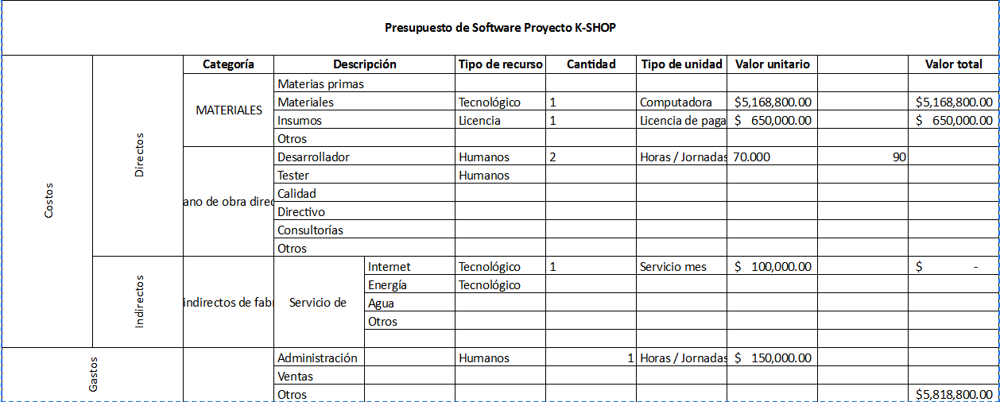 Presupuesto de Software Proyecto K-SHOP
Categoría Descripción Tipo de recurso Cantidad Tipo de unidad Valor unitario Valor total
Costos
Directos
MATERIALES
Materias primas
Materiales Tecnológico 1 Computadora $5,168,800.00 $5,168,800.00
Insumos Licencia 1 Licencia de paga $ 650,000.00 $ 650,000.00
Otros
ano de obra direc
Desarrollador Humanos 2 Horas / Jornadas 70.000 90
Tester Humanos
Calidad
Directivo
Consultorías
Otros
Indirectos
indirectos de fabr
Servicio de
Internet Tecnológico 1 Servicio mes $ 100,000.00 $ -
Energía Tecnológico
Agua
Otros
Gastos
Administración Humanos 1 Horas / Jornadas $ 150,000.00
Ventas
Otros $5,818,800.00